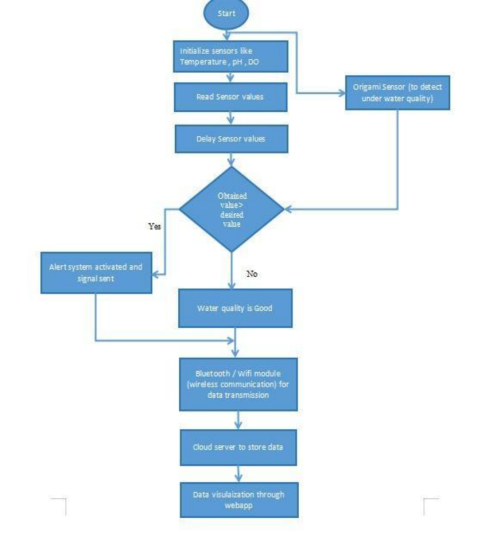 Start
Initialize sensors like
Temperature , pH , DO
Origami Sensor (to detect
under water quality)
Read Sensor values
Delay Sensor values
Obtained
value >
desired
value
Yes
No
Alert system activated and
signal sent
Water quality is Good
Bluetooth / Wifi module
(wireless communication) for
data transmission
Cloud server to store data
Data visulaization through
webapp